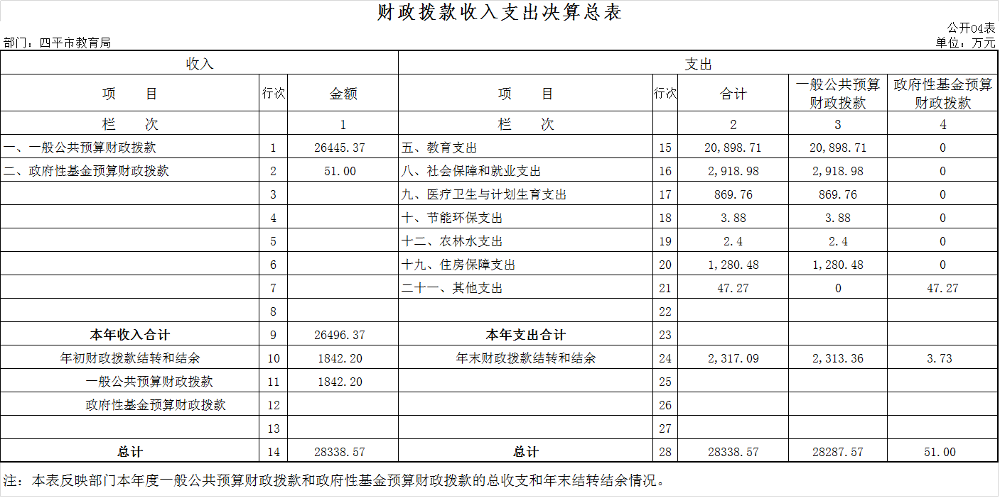 财政拨款收入支出决算总表
公开04表
部门：四平市教育局 单位：万元
收入 支出
项 目 行次 金额 项 目 行次 合计 一般公共预算财政拨款 政府性基金预算财政拨款
栏 次 1 栏 次 2 3 4
一、一般公共预算财政拨款 1 26445.37 五、教育支出 15 20,898.71 20,898.71 0
二、政府性基金预算财政拨款 2 51.00 八、社会保障和就业支出 16 2,918.98 2,918.98 0
3 九、医疗卫生与计划生育支出 17 869.76 869.76 0
4 十、节能环保支出 18 3.88 3.88 0
5 十二、农林水支出 19 2.4 2.4 0
6 十九、住房保障支出 20 1,280.48 1,280.48 0
7 二十一、其他支出 21 47.27 0 47.27
8 22
本年收入合计 9 26496.37 本年支出合计 23
年初财政拨款结转和结余 10 1842.20 年末财政拨款结转和结余 24 2,317.09 2,313.36 3.73
一般公共预算财政拨款 11 1842.20 25
政府性基金预算财政拨款 12 26
13 27
总计 14 28338.57 总计 28 28338.57 28287.57 51.00
注：本表反映部门本年度一般公共预算财政拨款和政府性基金预算财政拨款的总收支和年末结转结余情况。